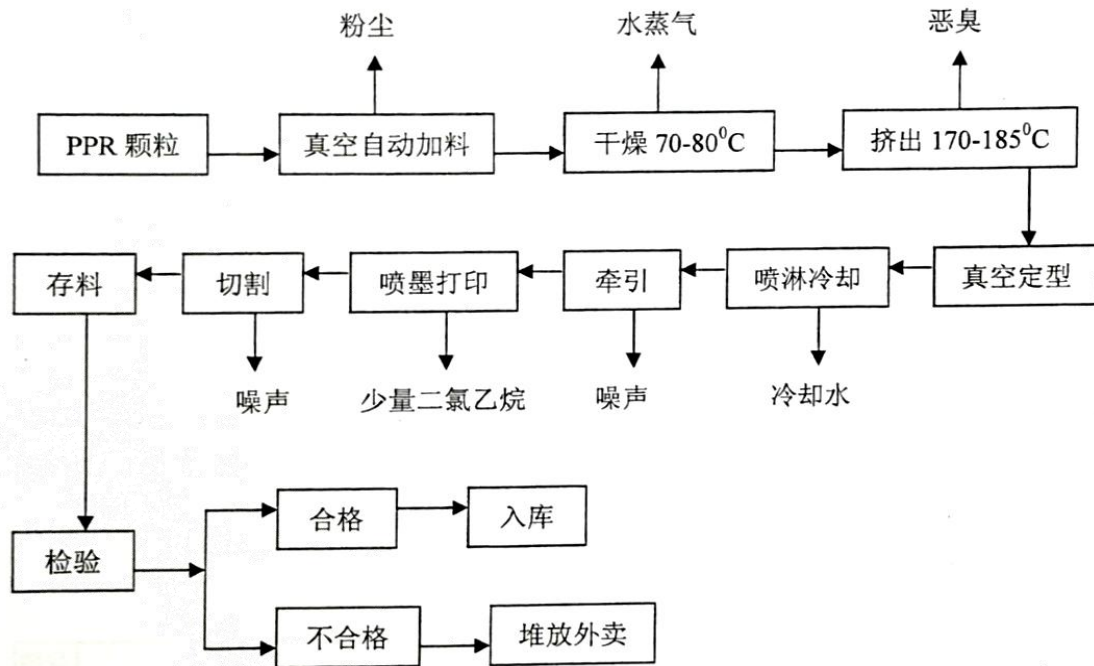 粉尘 水蒸气 恶臭
PPR 颗粒 真空自动加料 干燥 70-80⁰C 挤出 170-185⁰C
存料 切割 喷墨打印 牵引 喷淋冷却 真空定型
噪声 少量二氯乙烷 噪声 冷却水
合格 入库
检验
不合格 堆放外卖